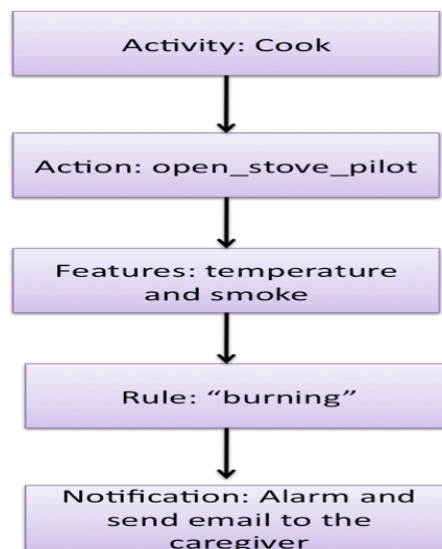 Activity: Cook
Action: open_stove_pilot
Features: temperature
and smoke
Rule: “burning”
Notification: Alarm and
send email to the
caregiver